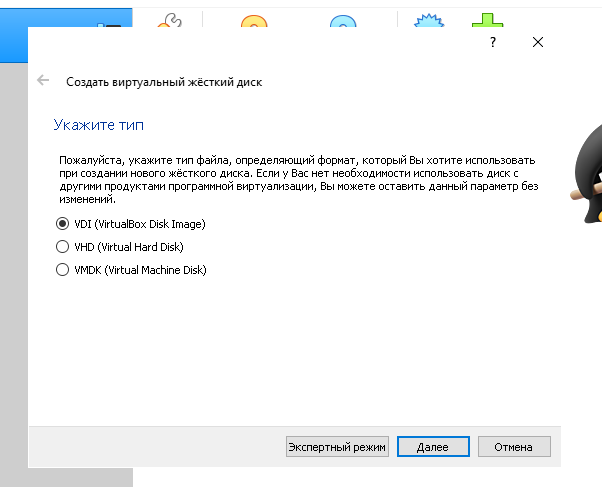 ?
Создать виртуальный жёсткий диск
Укажите тип
Пожалуйста, укажите тип файла, определяющий формат, который Вы хотите использовать
при создании нового жёсткого диска. Если у Вас нет необходимости использовать диск с
другими продуктами программной виртуализации, Вы можете оставить данный параметр без
изменений.
VDI (VirtualBox Disk Image)
VHD (Virtual Hard Disk)
VMDK (Virtual Machine Disk)
Экспертный режим Далее Отмена